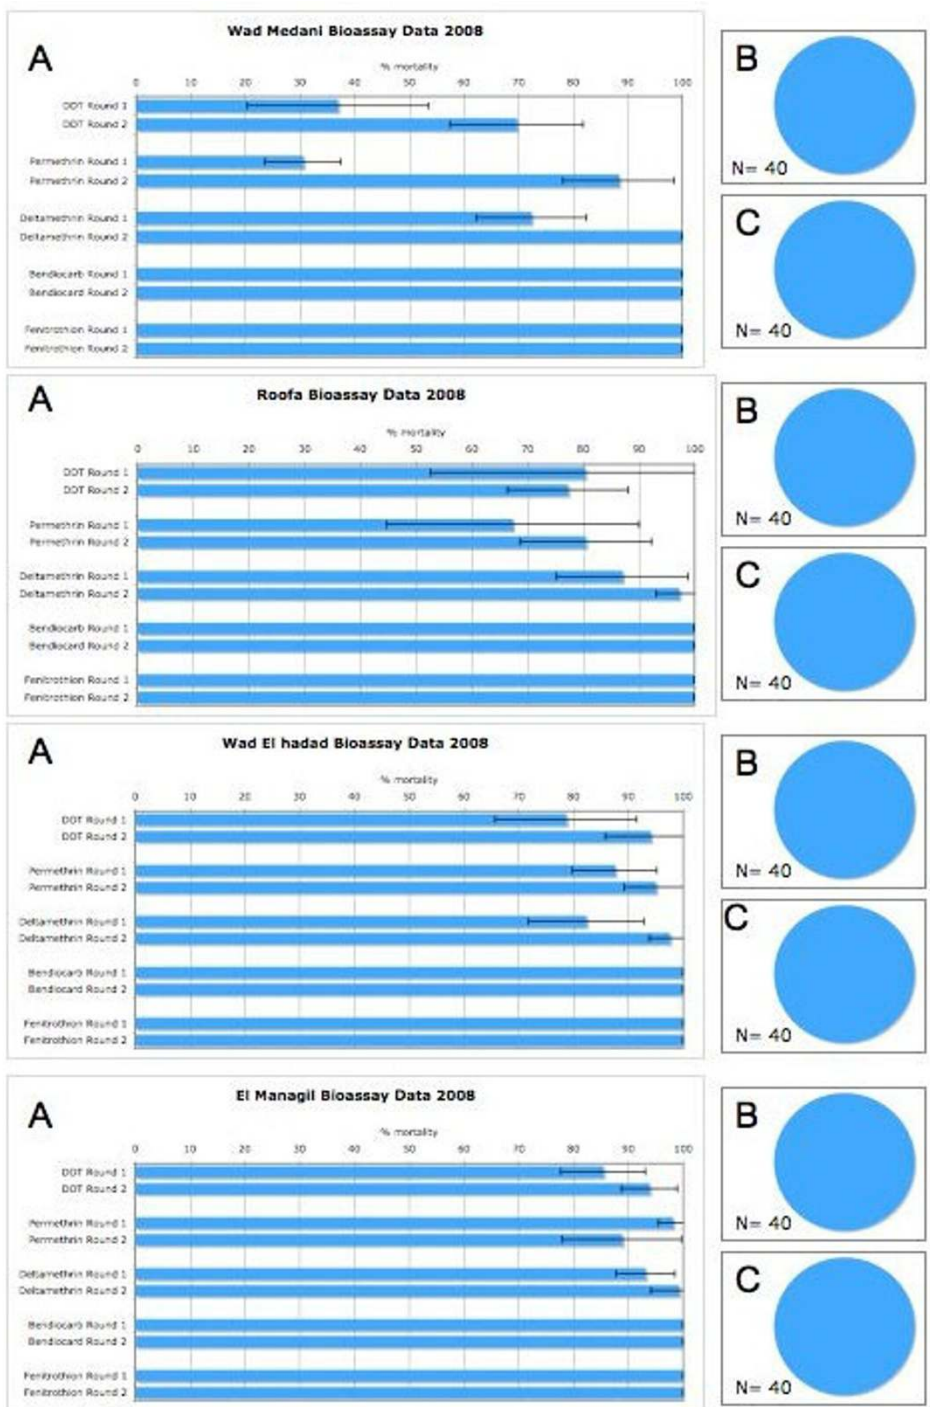 Wad Medani Bioassay Data 2008
A
% mortality
0 10 20 30 40 50 60 70 80 90 100
DDT Round 1
DDT Round 2
Permethrin Round 1
Permethrin Round 2
Deltamethrin Round 1
Deltamethrin Round 2
Bendiocarb Round 1
Bendiocard Round 2
Fenitrothion Round 1
Fenitrothion Round 2
B
N= 40
C
N= 40
Roofa Bioassay Data 2008
A
% mortality
0 10 20 30 40 50 60 70 80 90 100
DDT Round 1
DDT Round 2
Permethrin Round 1
Permethrin Round 2
Deltamethrin Round 1
Deltamethrin Round 2
Bendiocarb Round 1
Bendiocard Round 2
Fenitrothion Round 1
Fenitrothion Round 2
B
N= 40
C
N= 40
Wad El hadad Bioassay Data 2008
A
% mortality
0 10 20 30 40 50 60 70 80 90 100
DDT Round 1
DDT Round 2
Permethrin Round 1
Permethrin Round 2
Deltamethrin Round 1
Deltamethrin Round 2
Bendiocarb Round 1
Bendiocard Round 2
Fenitrothion Round 1
Fenitrothion Round 2
B
N= 40
C
N= 40
El Managil Bioassay Data 2008
A
% mortality
0 10 20 30 40 50 60 70 80 90 100
DDT Round 1
DDT Round 2
Permethrin Round 1
Permethrin Round 2
Deltamethrin Round 1
Deltamethrin Round 2
Bendiocarb Round 1
Bendiocard Round 2
Fenitrothion Round 1
Fenitrothion Round 2
B
N= 40
C
N= 40